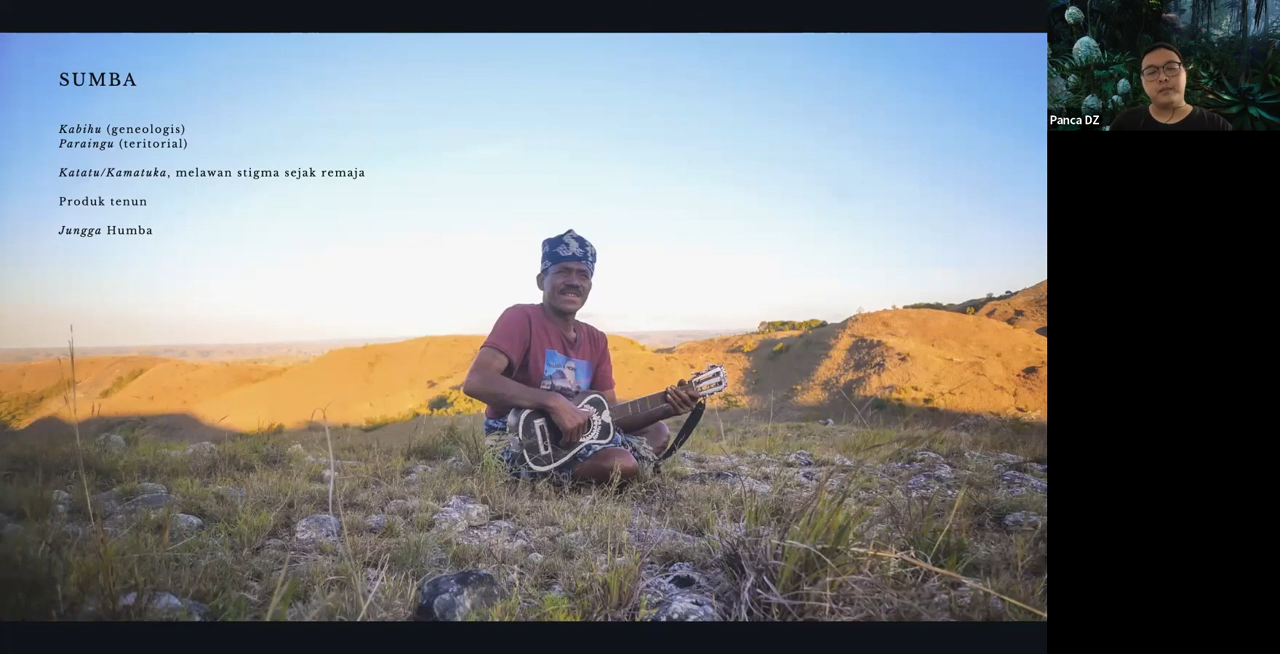 SUMBA
Kabihu (geneologis)
Paraingu (teritorial)
Katatu/Kamatuka, melawan stigma sejak remaja
Produk tenun
Jungga Humba
Panca DZ